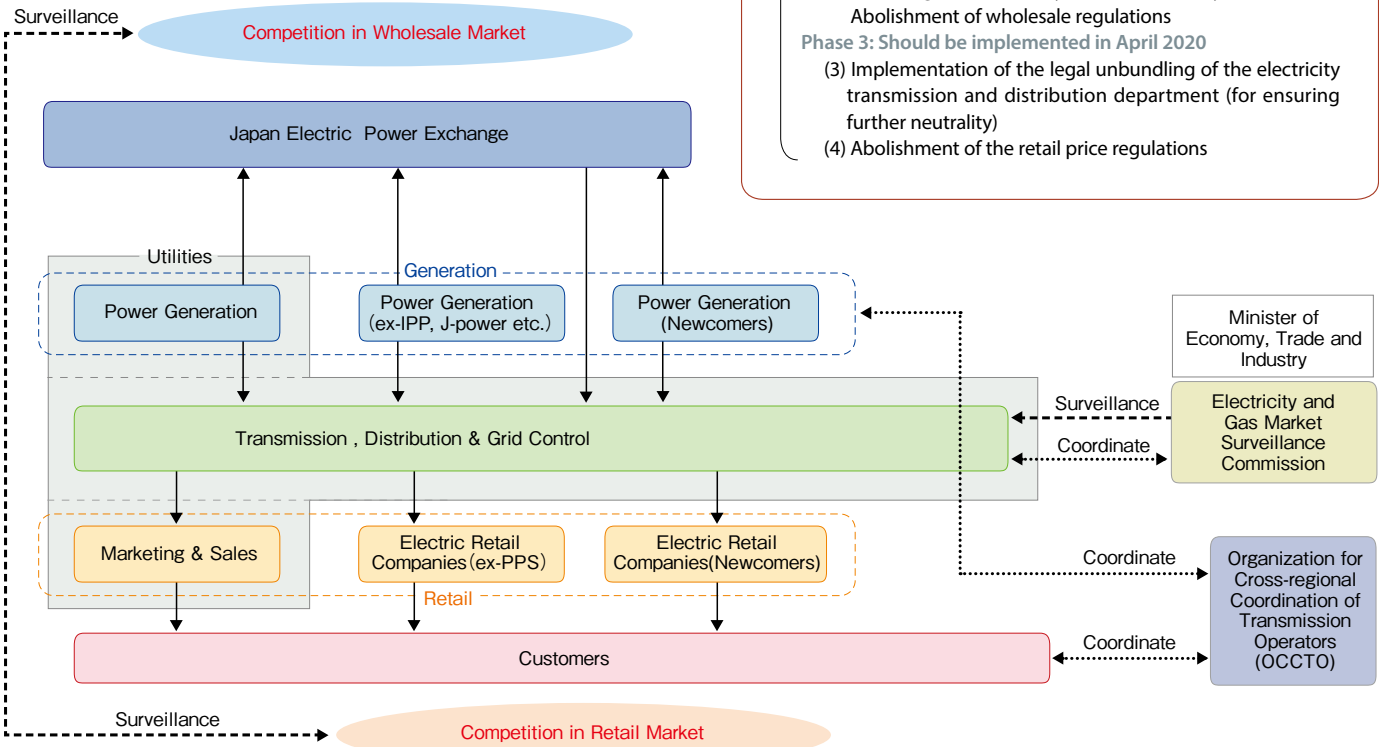 Surveillance
Competition in Wholesale Market
Abolishment of wholesale regulations
Phase 3: Should be implemented in April 2020
(3) Implementation of the legal unbundling of the electricity
transmission and distribution department (for ensuring
further neutrality)
(4) Abolishment of the retail price regulations
Japan Electric Power Exchange
Utilities
Generation
Power Generation
Power Generation
(ex-IPP, J-power etc.)
Power Generation
(Newcomers)
Minister of
Economy, Trade and
Industry
Transmission , Distribution & Grid Control
Surveillance
Coordinate
Electricity and
Gas Market
Surveillance
Commission
Marketing & Sales
Electric Retail
Companies(ex-PPS)
Electric Retail
Companies(Newcomers)
Retail
Coordinate
Organization for
Cross-regional
Coordination of
Transmission
Operators
(OCCTO)
Customers
Coordinate
Surveillance
Competition in Retail Market